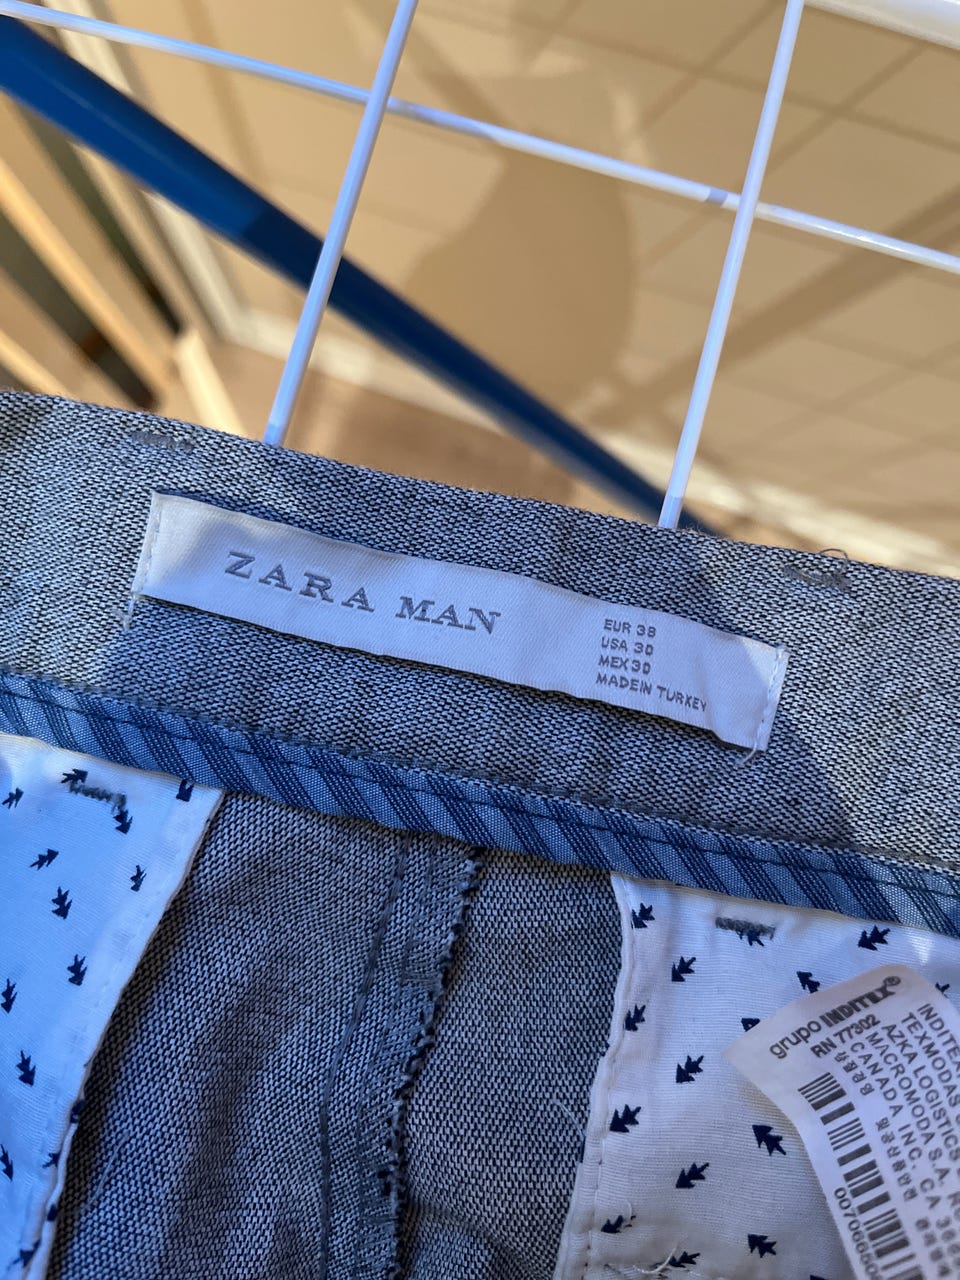 ZARA MAN
EUR 38
USA 30
MEX 30
MADE IN TURKEY
grupo INDITEX®
RN 77302
INDITEX
TEXMODAS
AZKA LOGISTICS
MACROMODA S.A.
CANADA INC. CA